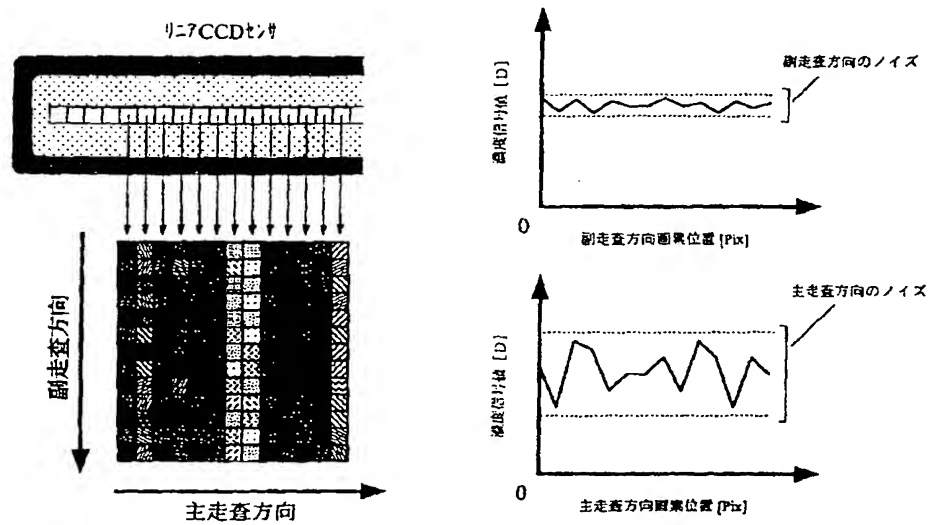 リニアCCDセンサ
副走査方向
主走査方向
濃度信号値 [D]
副走査方向のノイズ
0
副走査方向画素位置 [Pix]
濃度信号値 [D]
主走査方向のノイズ
0
主走査方向画素位置 [Pix]